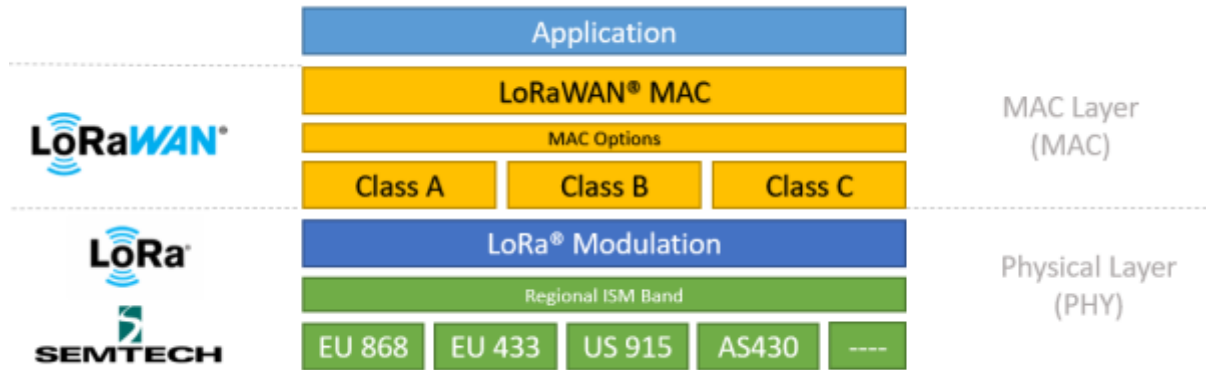 Application
LoRaWAN® MAC
MAC Options
Class A Class B Class C
LoRaWAN®
MAC Layer
(MAC)
LoRa® Modulation
Regional ISM Band
EU 868 EU 433 US 915 AS430 ----
LoRa®
SEMTECH
Physical Layer
(PHY)